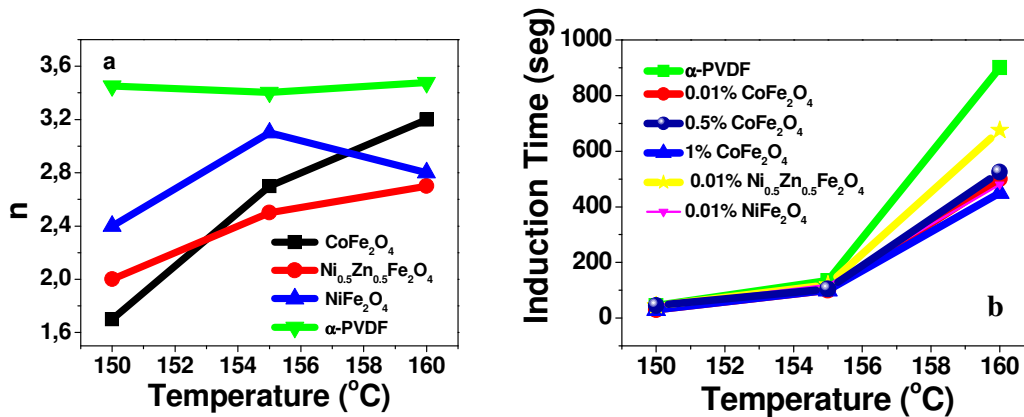 a
3,6
3,2
2,8
2,4
2,0
1,6
n
CoFe₂O₄
Ni₀.₅Zn₀.₅Fe₂O₄
NiFe₂O₄
α-PVDF
150 152 154 156 158 160
Temperature (°C)
b
1000
800
600
400
200
0
Induction Time (seg)
α-PVDF
0.01% CoFe₂O₄
0.5% CoFe₂O₄
1% CoFe₂O₄
0.01% Ni₀.₅Zn₀.₅Fe₂O₄
0.01% NiFe₂O₄
150 152 154 156 158 160
Temperature (°C)